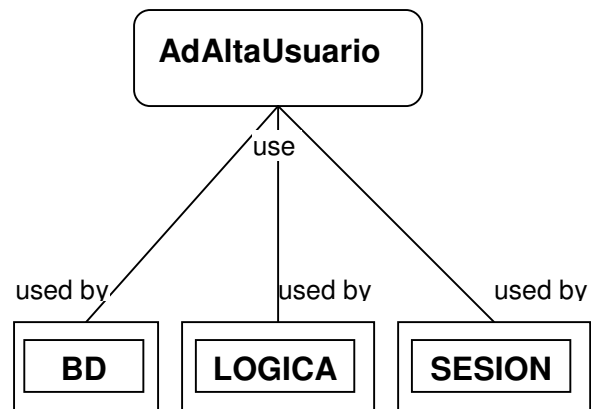 AdAltaUsuario
use
used by
used by
used by
BD
LOGICA
SESION